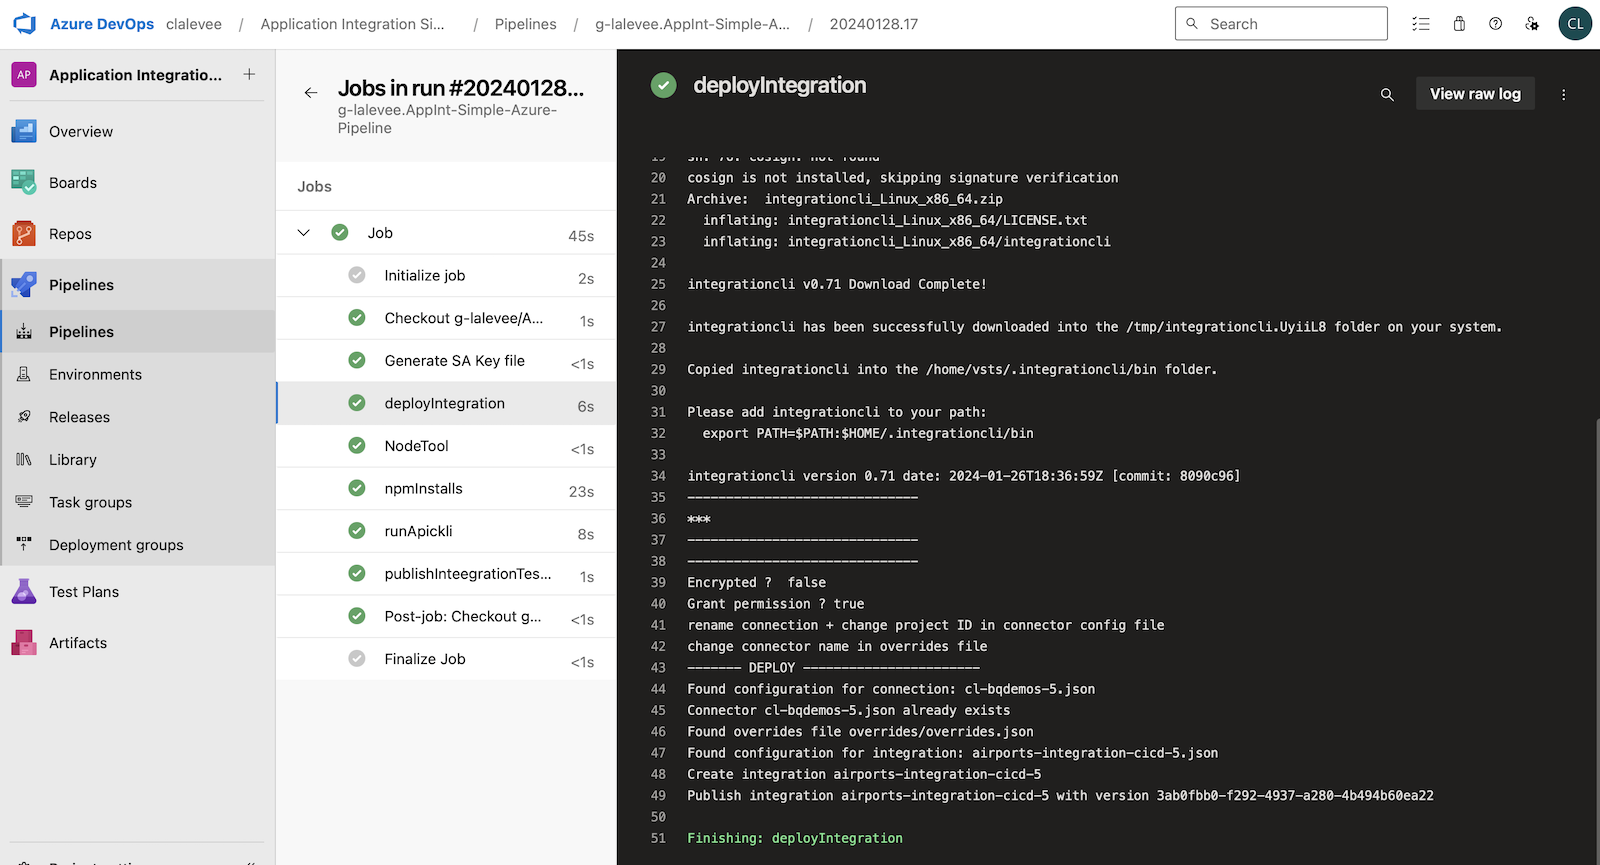 Azure DevOps clalevee / Application Integration Si... / Pipelines / g-lalevee.AppInt-Simple-A... / 20240128.17
Search
CL
AP Application Integratio... +
Overview
Boards
Repos
Pipelines
Pipelines
Environments
Releases
Library
Task groups
Deployment groups
Test Plans
Artifacts
Jobs in run #20240128...
g-lalevee.AppInt-Simple-Azure-
Pipeline
Jobs
Job 45s
Initialize job 2s
Checkout g-lalevee/A... 1s
Generate SA Key file <1s
deployIntegration 6s
NodeTool <1s
npmInstalls 23s
runApickli 8s
publishInteegrationTes... 1s
Post-job: Checkout g... <1s
Finalize Job <1s
deployIntegration
View raw log
19 sh: 76: cosign: not found
20 cosign is not installed, skipping signature verification
21 Archive:  integrationcli_Linux_x86_64.zip
22   inflating: integrationcli_Linux_x86_64/LICENSE.txt
23   inflating: integrationcli_Linux_x86_64/integrationcli
24
25 integrationcli v0.71 Download Complete!
26
27 integrationcli has been successfully downloaded into the /tmp/integrationcli.UyiiL8 folder on your system.
28
29 Copied integrationcli into the /home/vsts/.integrationcli/bin folder.
30
31 Please add integrationcli to your path:
32   export PATH=$PATH:$HOME/.integrationcli/bin
33
34 integrationcli version 0.71 date: 2024-01-26T18:36:59Z [commit: 8090c96]
35 ------------------------------
36 ***
37 ------------------------------
38 ------------------------------
39 Encrypted ?  false
40 Grant permission ? true
41 rename connection + change project ID in connector config file
42 change connector name in overrides file
43 ------- DEPLOY -----------------------
44 Found configuration for connection: cl-bqdemos-5.json
45 Connector cl-bqdemos-5.json already exists
46 Found overrides file overrides/overrides.json
47 Found configuration for integration: airports-integration-cicd-5.json
48 Create integration airports-integration-cicd-5
49 Publish integration airports-integration-cicd-5 with version 3ab0fbb0-f292-4937-a280-4b494b60ea22
50
51 Finishing: deployIntegration